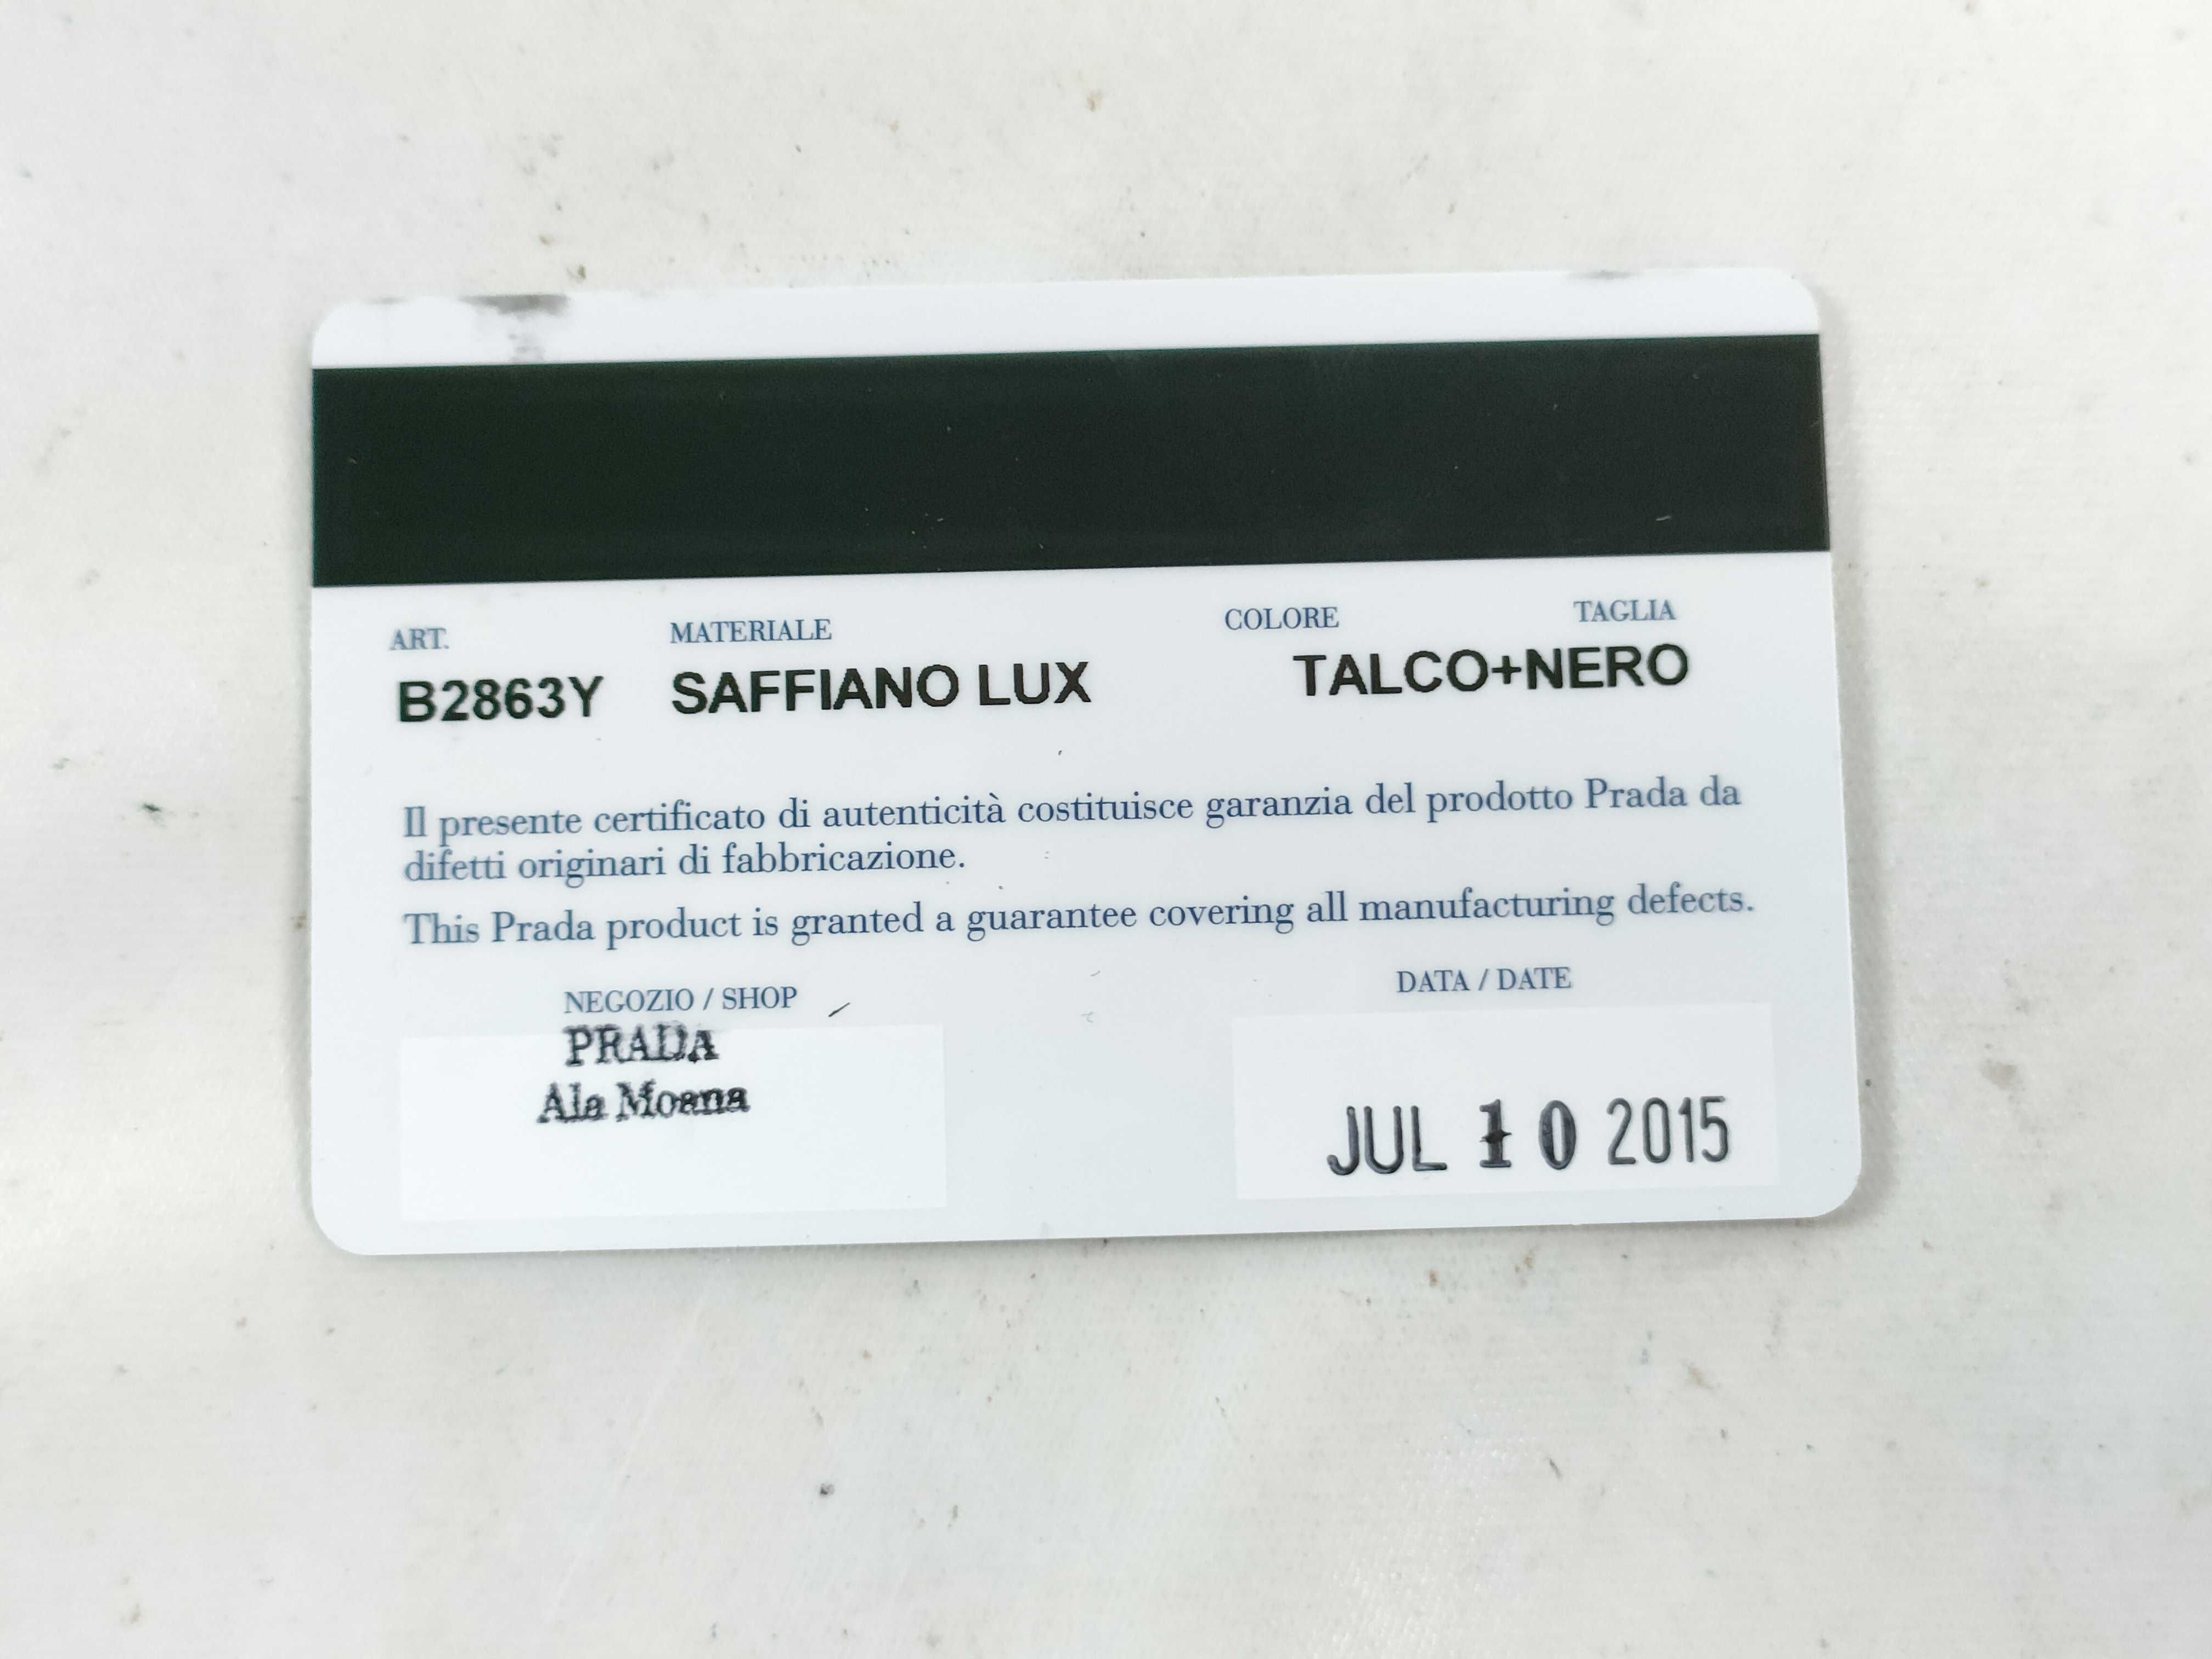 ART. MATERIALE COLORE TAGLIA
B2863Y SAFFIANO LUX TALCO+NERO
Il presente certificato di autenticità costituisce garanzia del prodotto Prada da
difetti originari di fabbricazione.
This Prada product is granted a guarantee covering all manufacturing defects.
NEGOZIO / SHOP DATA / DATE
PRADA
Ala Moana
JUL 10 2015